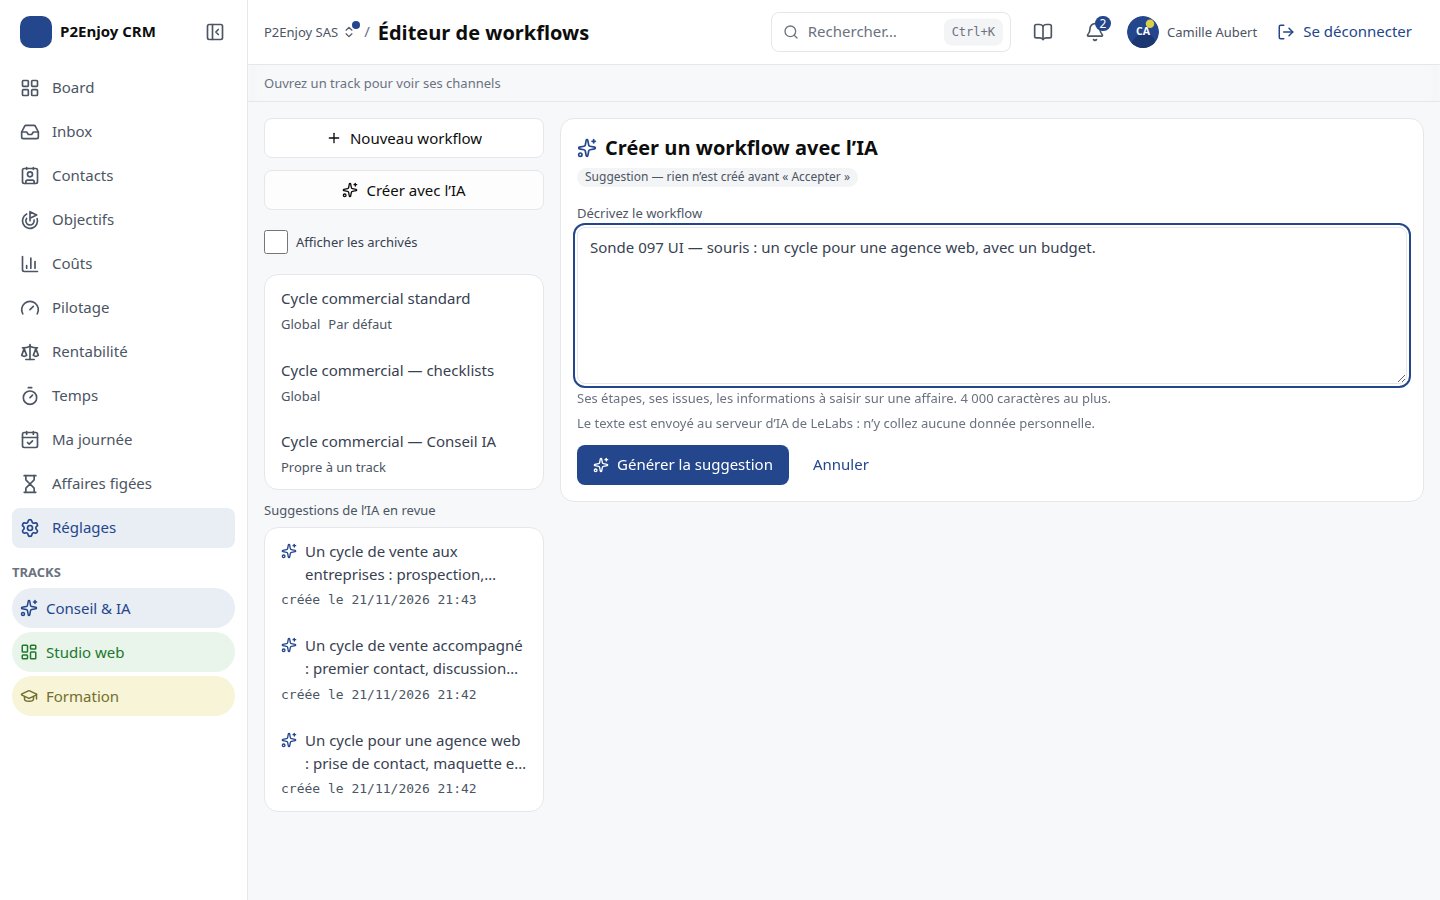 P2Enjoy CRM
Board
Inbox
Contacts
Objectifs
Coûts
Pilotage
Rentabilité
Temps
Ma journée
Affaires figées
Réglages
TRACKS
Conseil & IA
Studio web
Formation
P2Enjoy SAS / Éditeur de workflows
Rechercher... Ctrl+K
2
CA Camille Aubert
Se déconnecter
Ouvrez un track pour voir ses channels
Nouveau workflow
Créer avec l’IA
Afficher les archivés
Cycle commercial standard
Global Par défaut
Cycle commercial — checklists
Global
Cycle commercial — Conseil IA
Propre à un track
Suggestions de l’IA en revue
Un cycle de vente aux
entreprises : prospection,...
créée le 21/11/2026 21:43
Un cycle de vente accompagné
: premier contact, discussion...
créée le 21/11/2026 21:42
Un cycle pour une agence web
: prise de contact, maquette e...
créée le 21/11/2026 21:42
Créer un workflow avec l’IA
Suggestion — rien n’est créé avant « Accepter »
Décrivez le workflow
Sonde 097 UI — souris : un cycle pour une agence web, avec un budget.
Ses étapes, ses issues, les informations à saisir sur une affaire. 4 000 caractères au plus.
Le texte est envoyé au serveur d’IA de LeLabs : n’y collez aucune donnée personnelle.
Générer la suggestion
Annuler